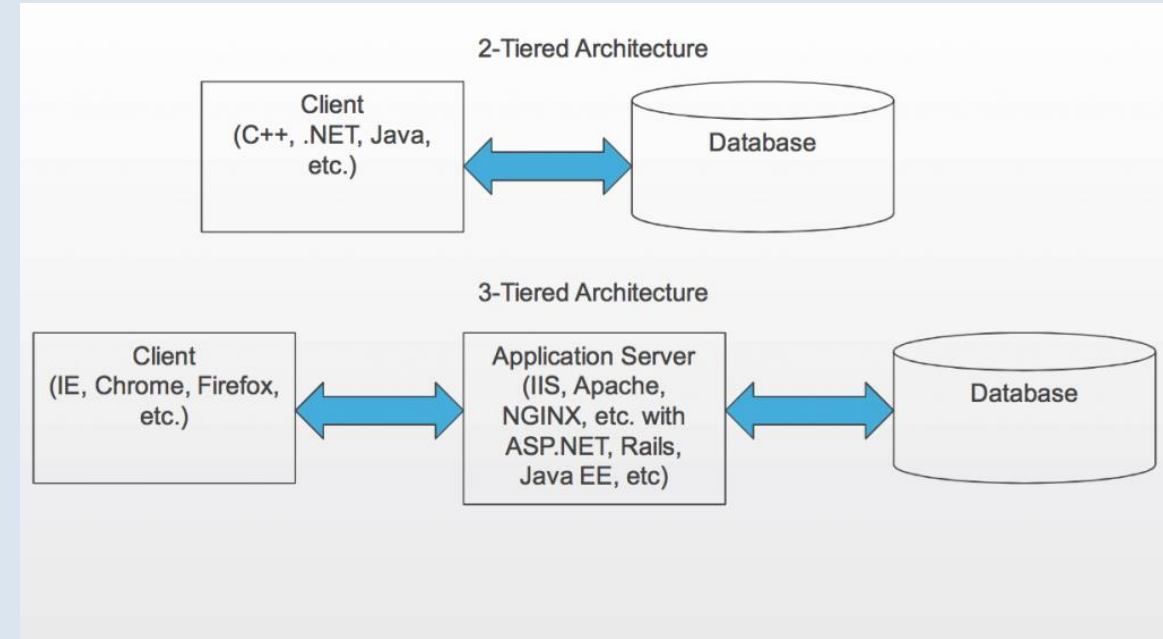 2-Tiered Architecture
Client
(C++, .NET, Java,
etc.)
Database
3-Tiered Architecture
Client
(IE, Chrome, Firefox,
etc.)
Application Server
(IIS, Apache,
NGINX, etc. with
ASP.NET, Rails,
Java EE, etc)
Database